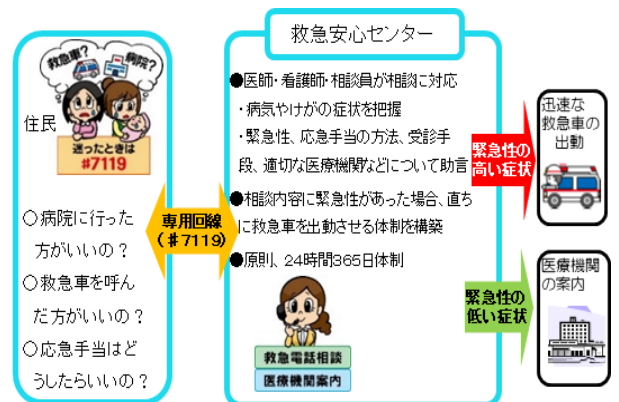 救急安心センター
救急車?
病院?
住民
迷ったときは
#7119
○病院に行った
方がいいの?
○救急車を呼ん
だ方がいいの?
○応急手当はど
うしたらいいの?
専用回線
(#7119)
●医師・看護師・相談員が相談に対応
・病気やけがの症状を把握
・緊急性、応急手当の方法、受診手
段、適切な医療機関などについて助言
●相談内容に緊急性があった場合、直ち
に救急車を出動させる体制を構築
●原則、24時間365日体制
救急電話相談
医療機関案内
緊急性の
高い症状
迅速な
救急車の
出動
緊急性の
低い症状
医療機関
の案内